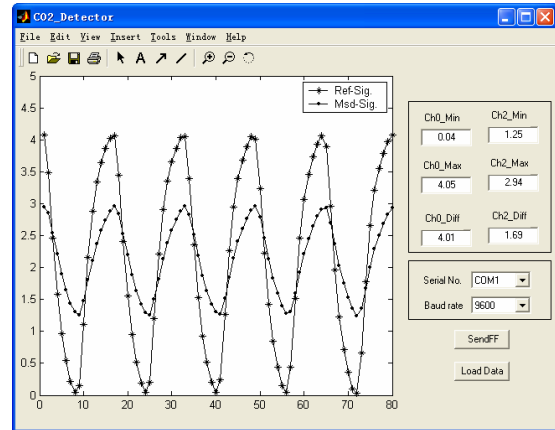 CO2_Detector
File Edit View Insert Tools Window Help
A
5
4.5
4
3.5
3
2.5
2
1.5
1
0.5
0
0 10 20 30 40 50 60 70 80
Ref-Sig.
Msd-Sig.
Ch0_Min Ch2_Min
0.04 1.25
Ch0_Max Ch2_Max
4.05 2.94
Ch0_Diff Ch2_Diff
4.01 1.69
Serial No. COM1
Baud rate 9600
SendFF
Load Data